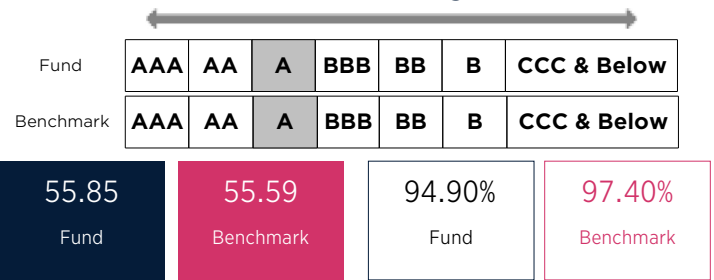 Fund AAA AA A BBB BB B CCC & Below
Benchmark AAA AA A BBB BB B CCC & Below
55.85 55.59 94.90% 97.40%
Fund Benchmark Fund Benchmark